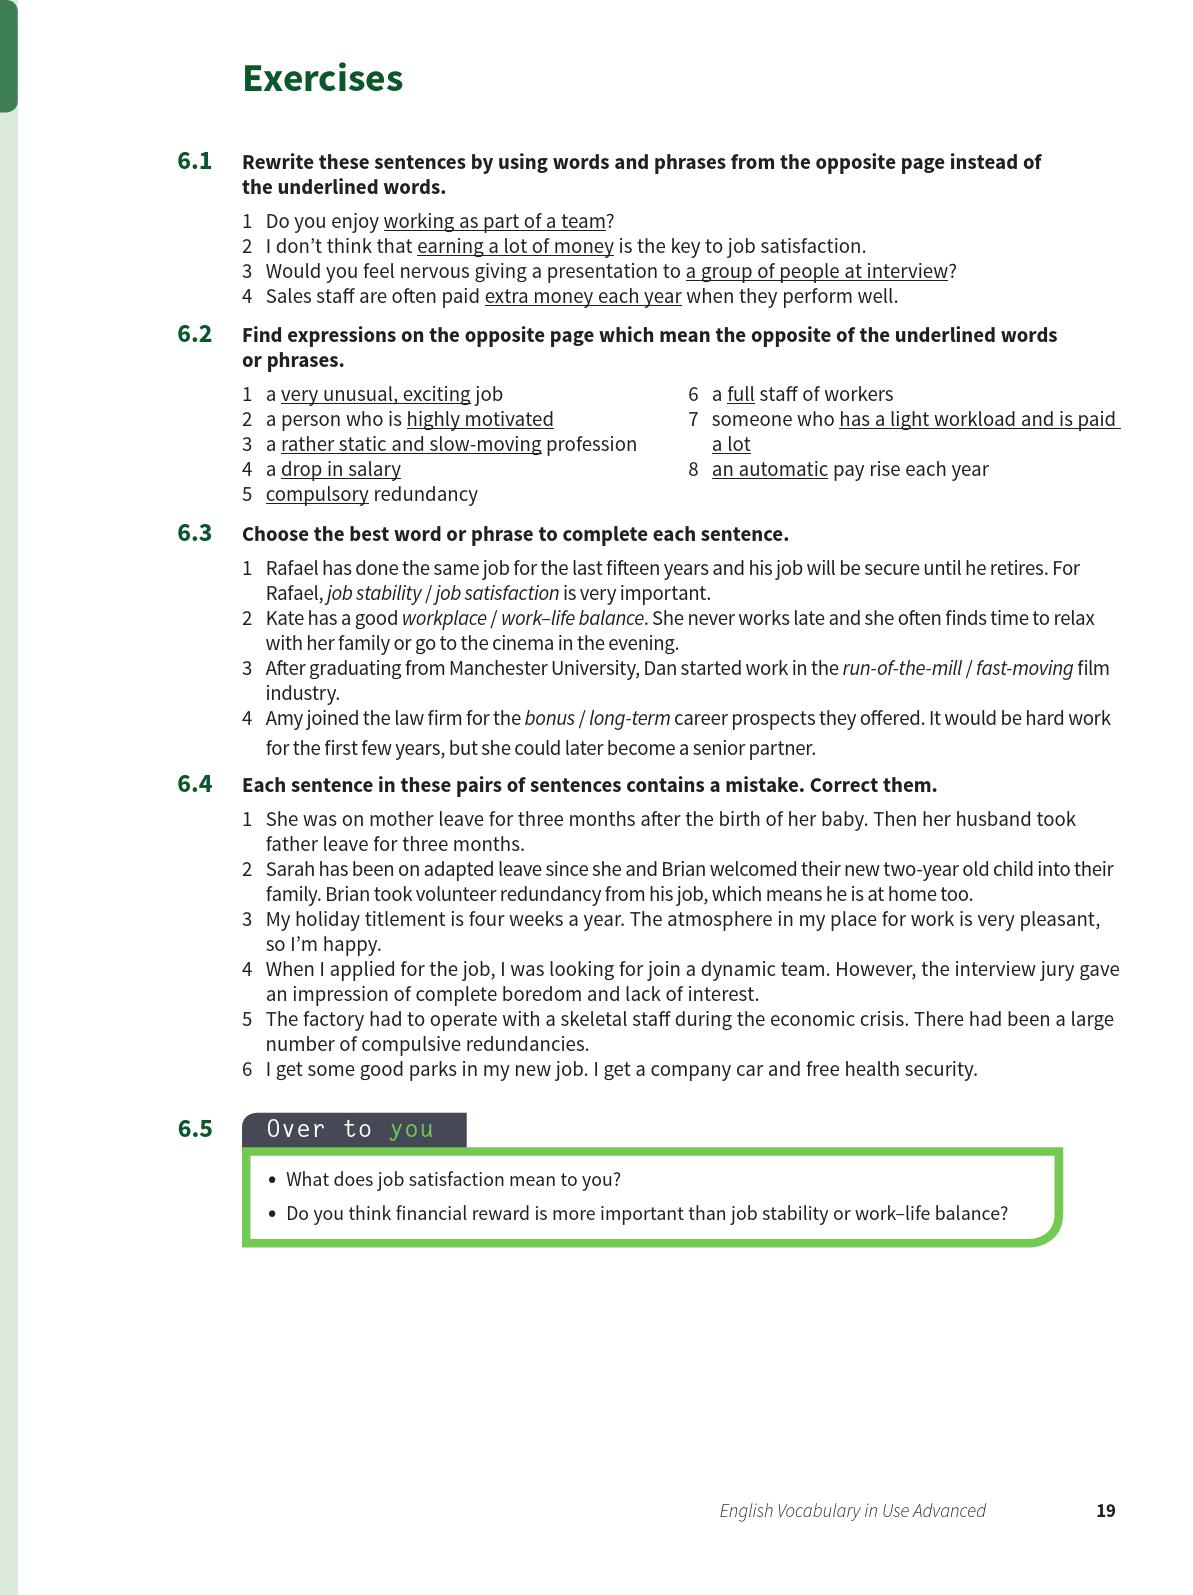 Exercises
6.1 Rewrite these sentences by using words and phrases from the opposite page instead of
the underlined words.
1 Do you enjoy working as part of a team?
2 I don’t think that earning a lot of money is the key to job satisfaction.
3 Would you feel nervous giving a presentation to a group of people at interview?
4 Sales staff are often paid extra money each year when they perform well.
6.2 Find expressions on the opposite page which mean the opposite of the underlined words
or phrases.
1 a very unusual, exciting job
2 a person who is highly motivated
3 a rather static and slow-moving profession
4 a drop in salary
5 compulsory redundancy
6 a full staff of workers
7 someone who has a light workload and is paid
a lot
8 an automatic pay rise each year
6.3 Choose the best word or phrase to complete each sentence.
1 Rafael has done the same job for the last fifteen years and his job will be secure until he retires. For
Rafael, job stability / job satisfaction is very important.
2 Kate has a good workplace / work–life balance. She never works late and she often finds time to relax
with her family or go to the cinema in the evening.
3 After graduating from Manchester University, Dan started work in the run-of-the-mill / fast-moving film
industry.
4 Amy joined the law firm for the bonus / long-term career prospects they offered. It would be hard work
for the first few years, but she could later become a senior partner.
6.4 Each sentence in these pairs of sentences contains a mistake. Correct them.
1 She was on mother leave for three months after the birth of her baby. Then her husband took
father leave for three months.
2 Sarah has been on adapted leave since she and Brian welcomed their new two-year old child into their
family. Brian took volunteer redundancy from his job, which means he is at home too.
3 My holiday titlement is four weeks a year. The atmosphere in my place for work is very pleasant,
so I’m happy.
4 When I applied for the job, I was looking for join a dynamic team. However, the interview jury gave
an impression of complete boredom and lack of interest.
5 The factory had to operate with a skeletal staff during the economic crisis. There had been a large
number of compulsive redundancies.
6 I get some good parks in my new job. I get a company car and free health security.
6.5 Over to you
• What does job satisfaction mean to you?
• Do you think financial reward is more important than job stability or work–life balance?
English Vocabulary in Use Advanced 19